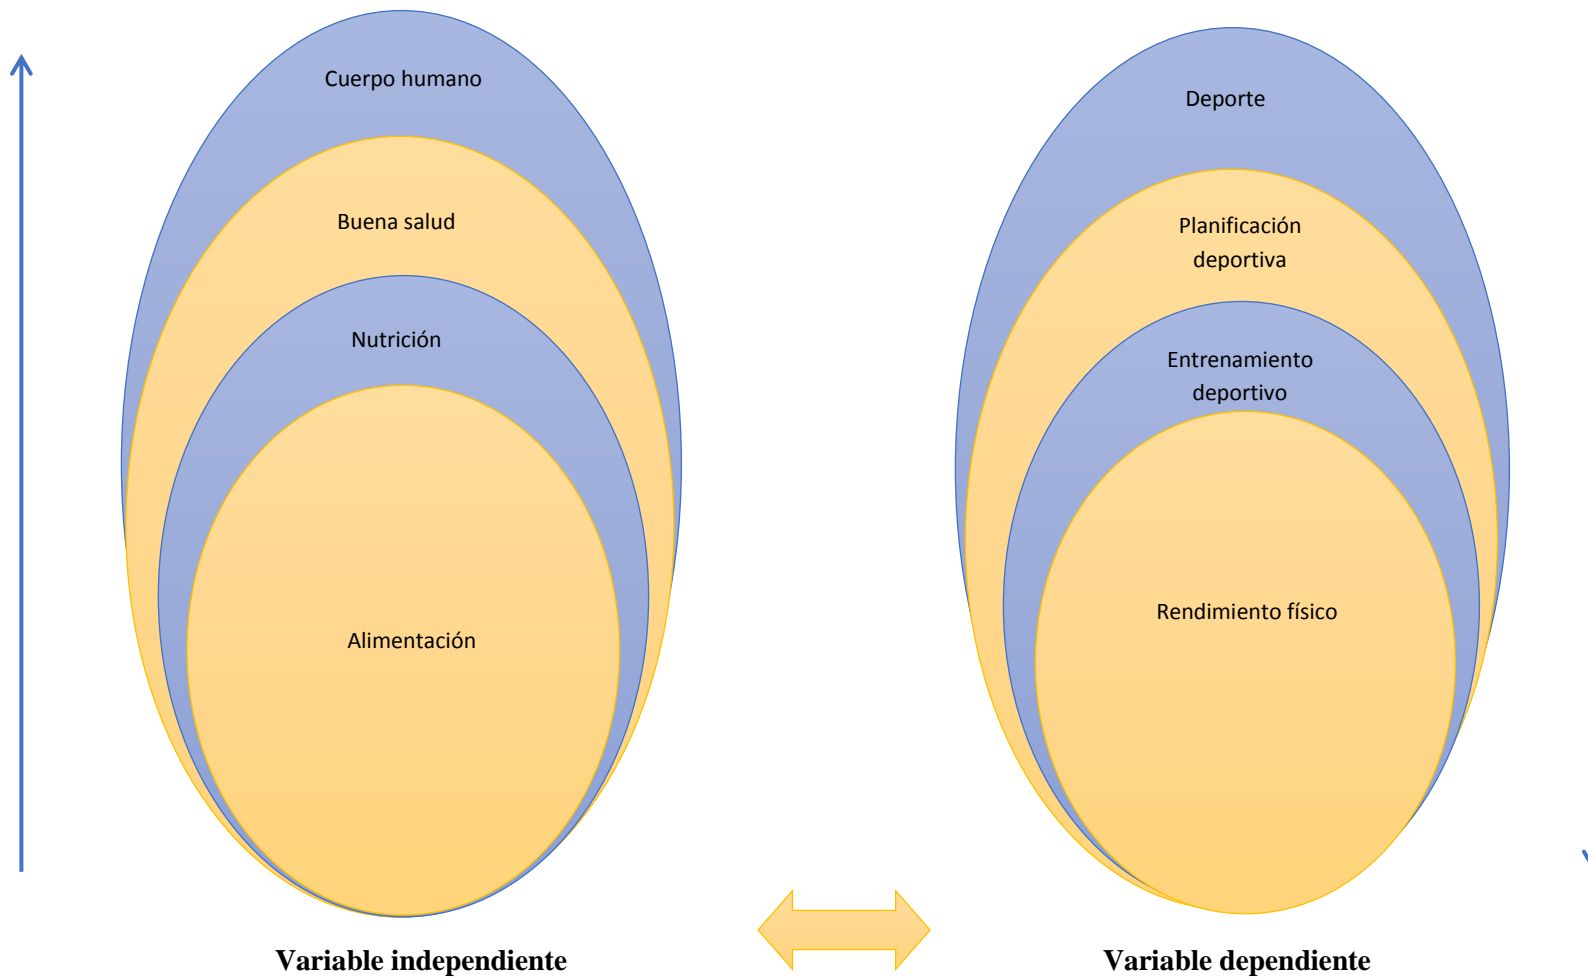 Cuerpo humano
Buena salud
Nutrición
Alimentación
Variable independiente
Deporte
Planificación
deportiva
Entrenamiento
deportivo
Rendimiento físico
Variable dependiente